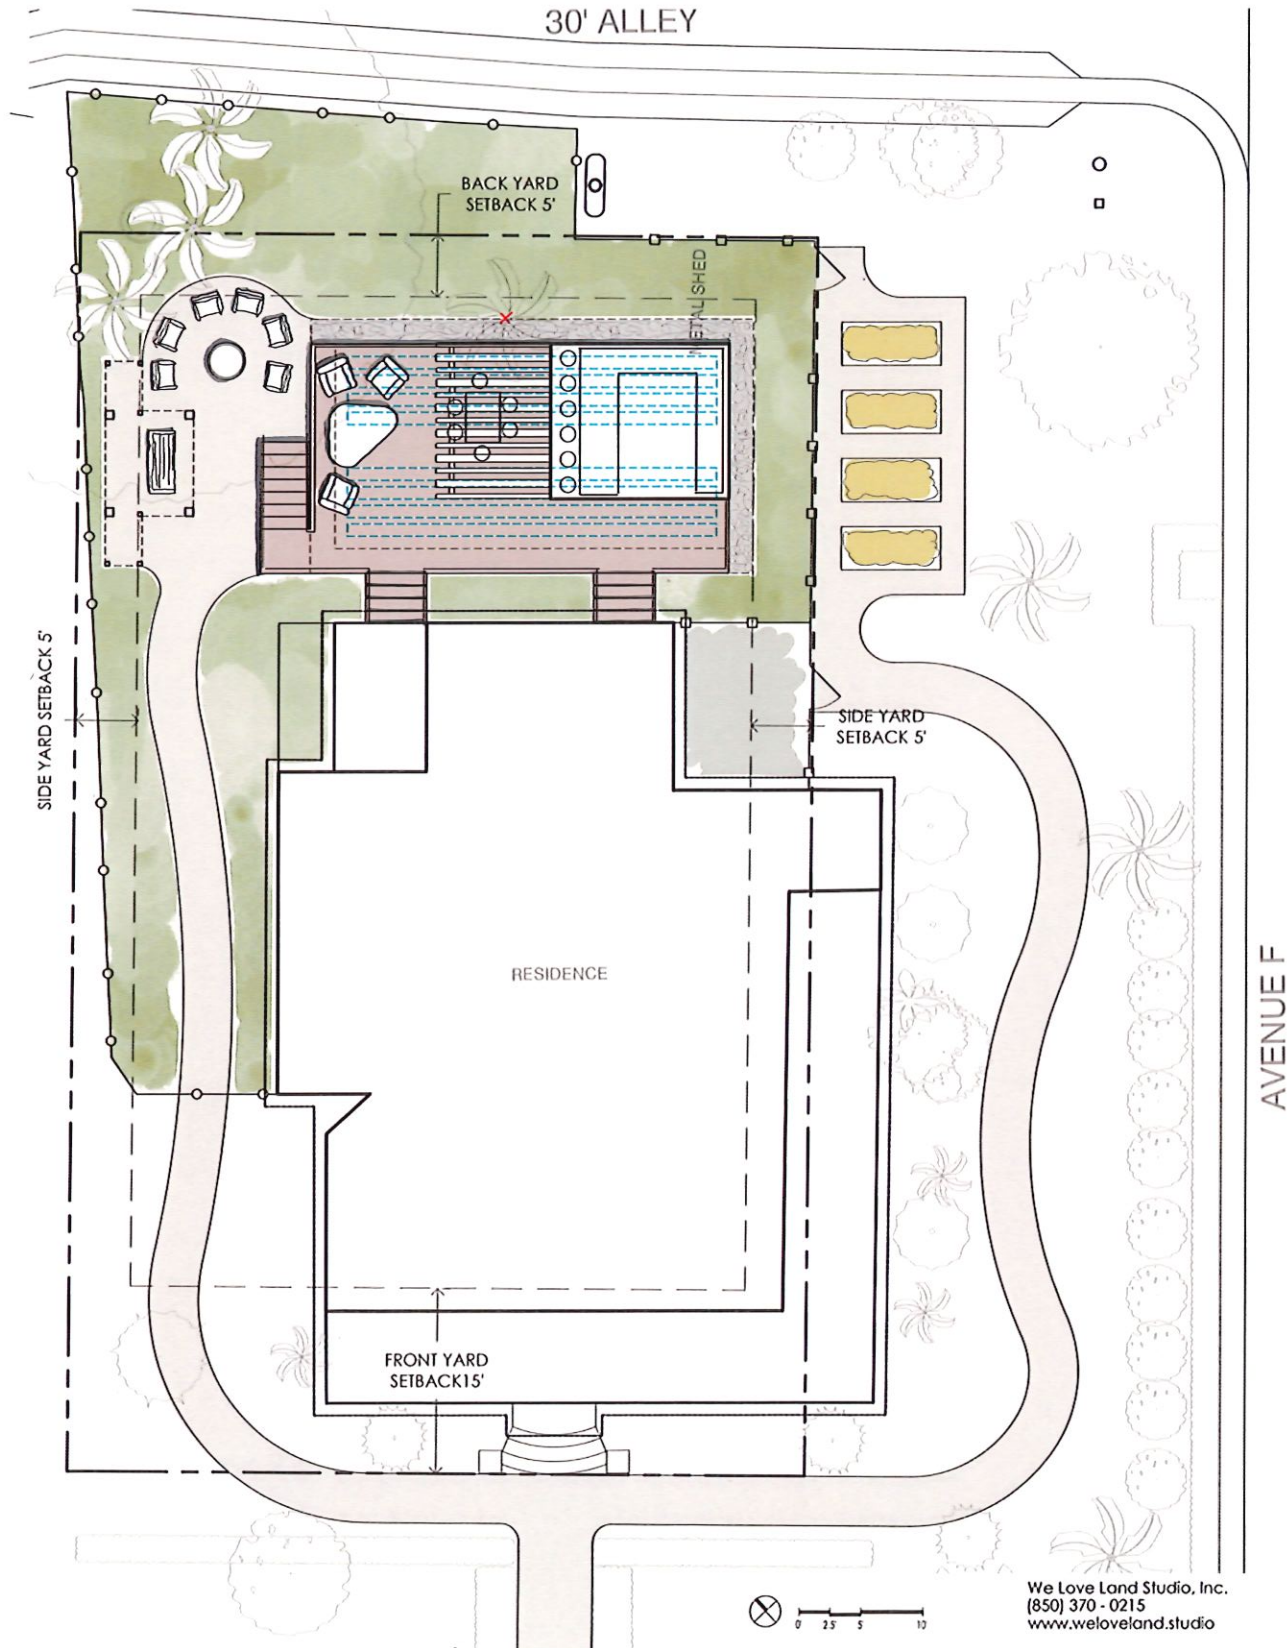 30' ALLEY
BACK YARD
SETBACK 5'
METAL SHED
SIDE YARD SETBACK 5'
SIDE YARD
SETBACK 5'
RESIDENCE
AVENUE F
FRONT YARD
SETBACK15'
0' 2.5' 5' 10'
We Love Land Studio, Inc.
(850) 370 - 0215
www.weloveland.studio